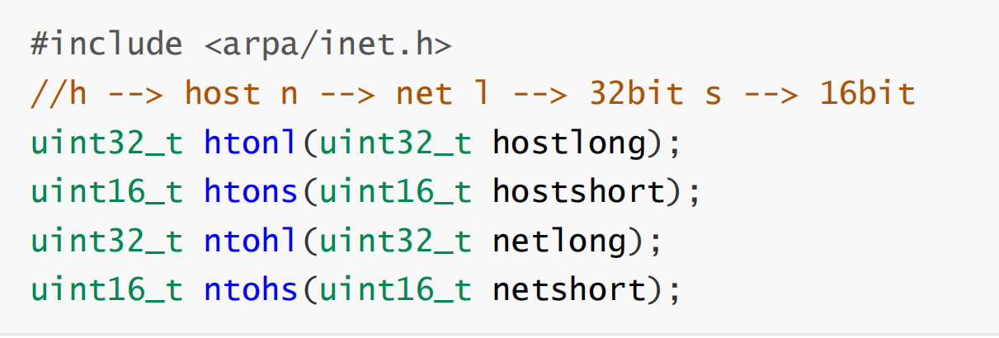 #include <arpa/inet.h>
//h --> host n --> net l --> 32bit s --> 16bit
uint32_t htonl(uint32_t hostlong);
uint16_t htons(uint16_t hostshort);
uint32_t ntohl(uint32_t netlong);
uint16_t ntohs(uint16_t netshort);